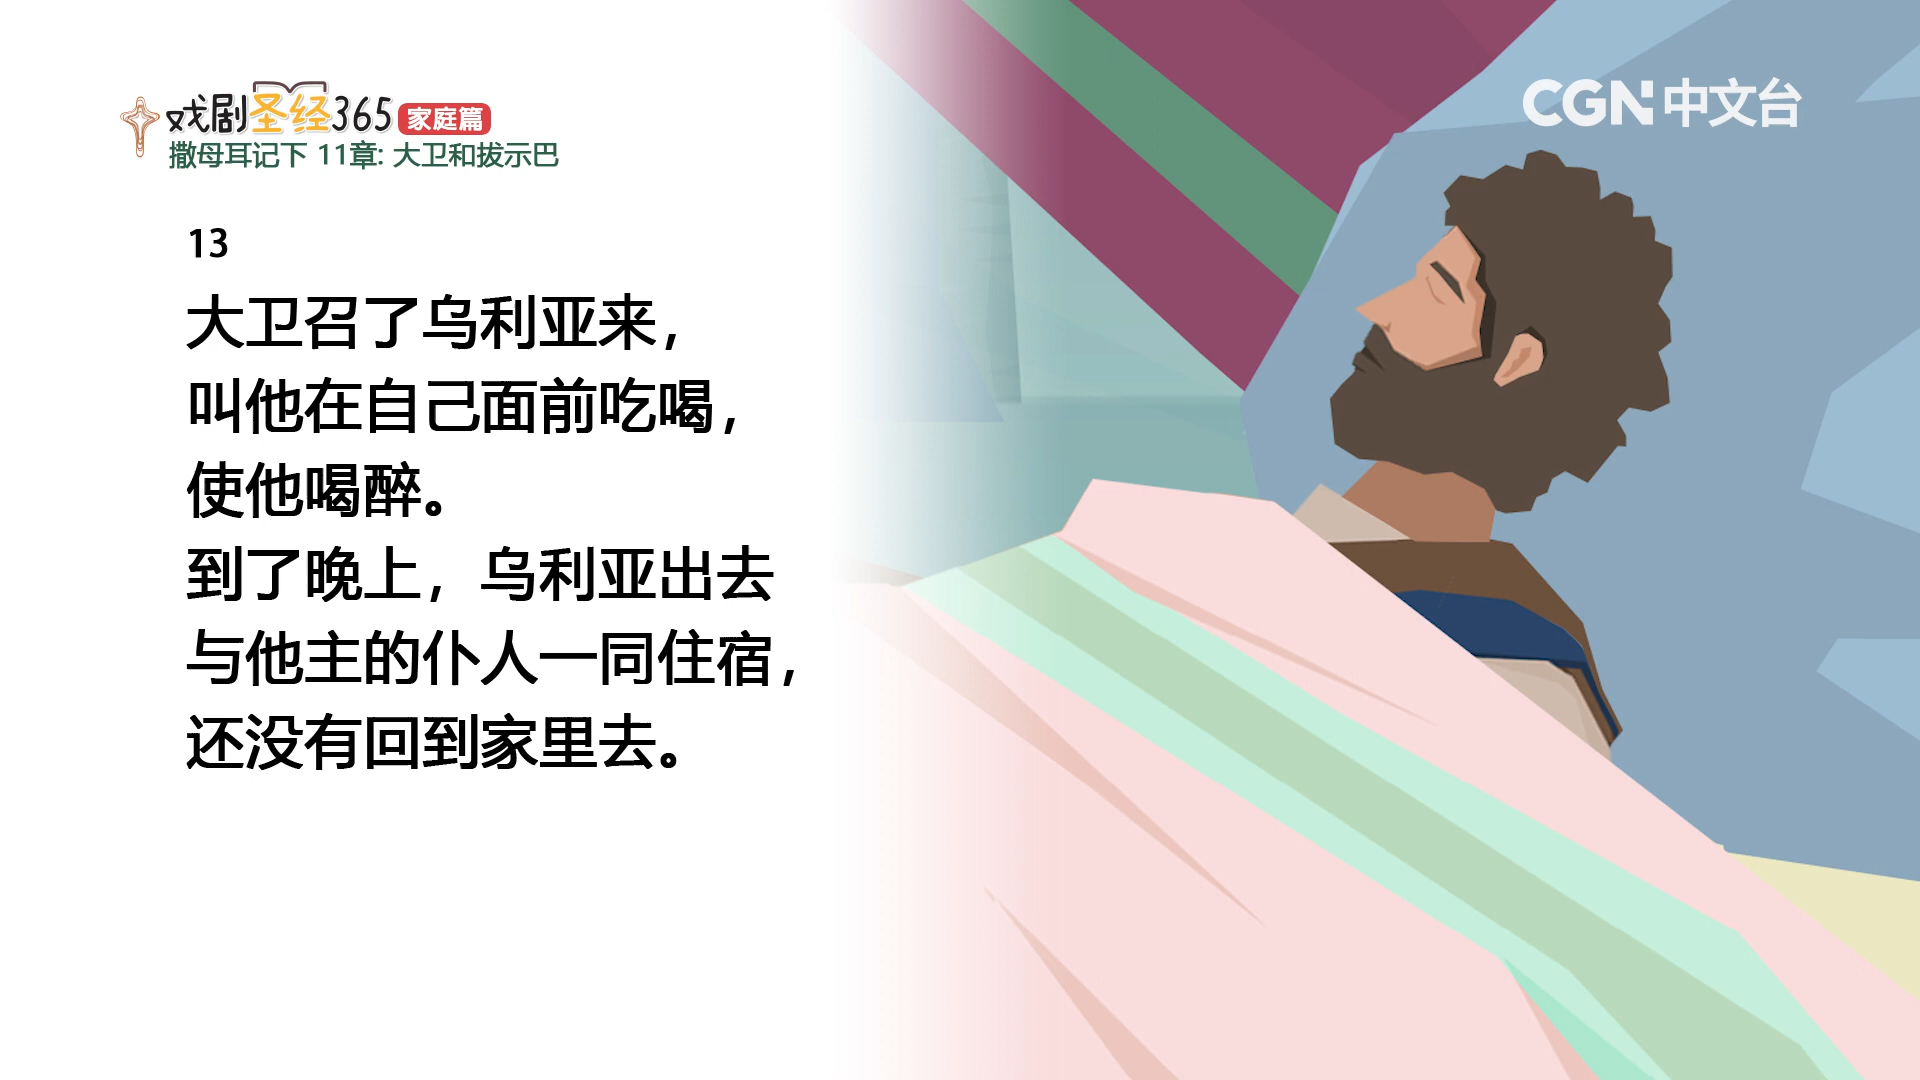 戏剧圣经365 家庭篇
撒母耳记下 11章: 大卫和拔示巴
CGN中文台
13
大卫召了乌利亚来，
叫他在自己面前吃喝，
使他喝醉。
到了晚上，乌利亚出去
与他主的仆人一同住宿，
还没有回到家里去。